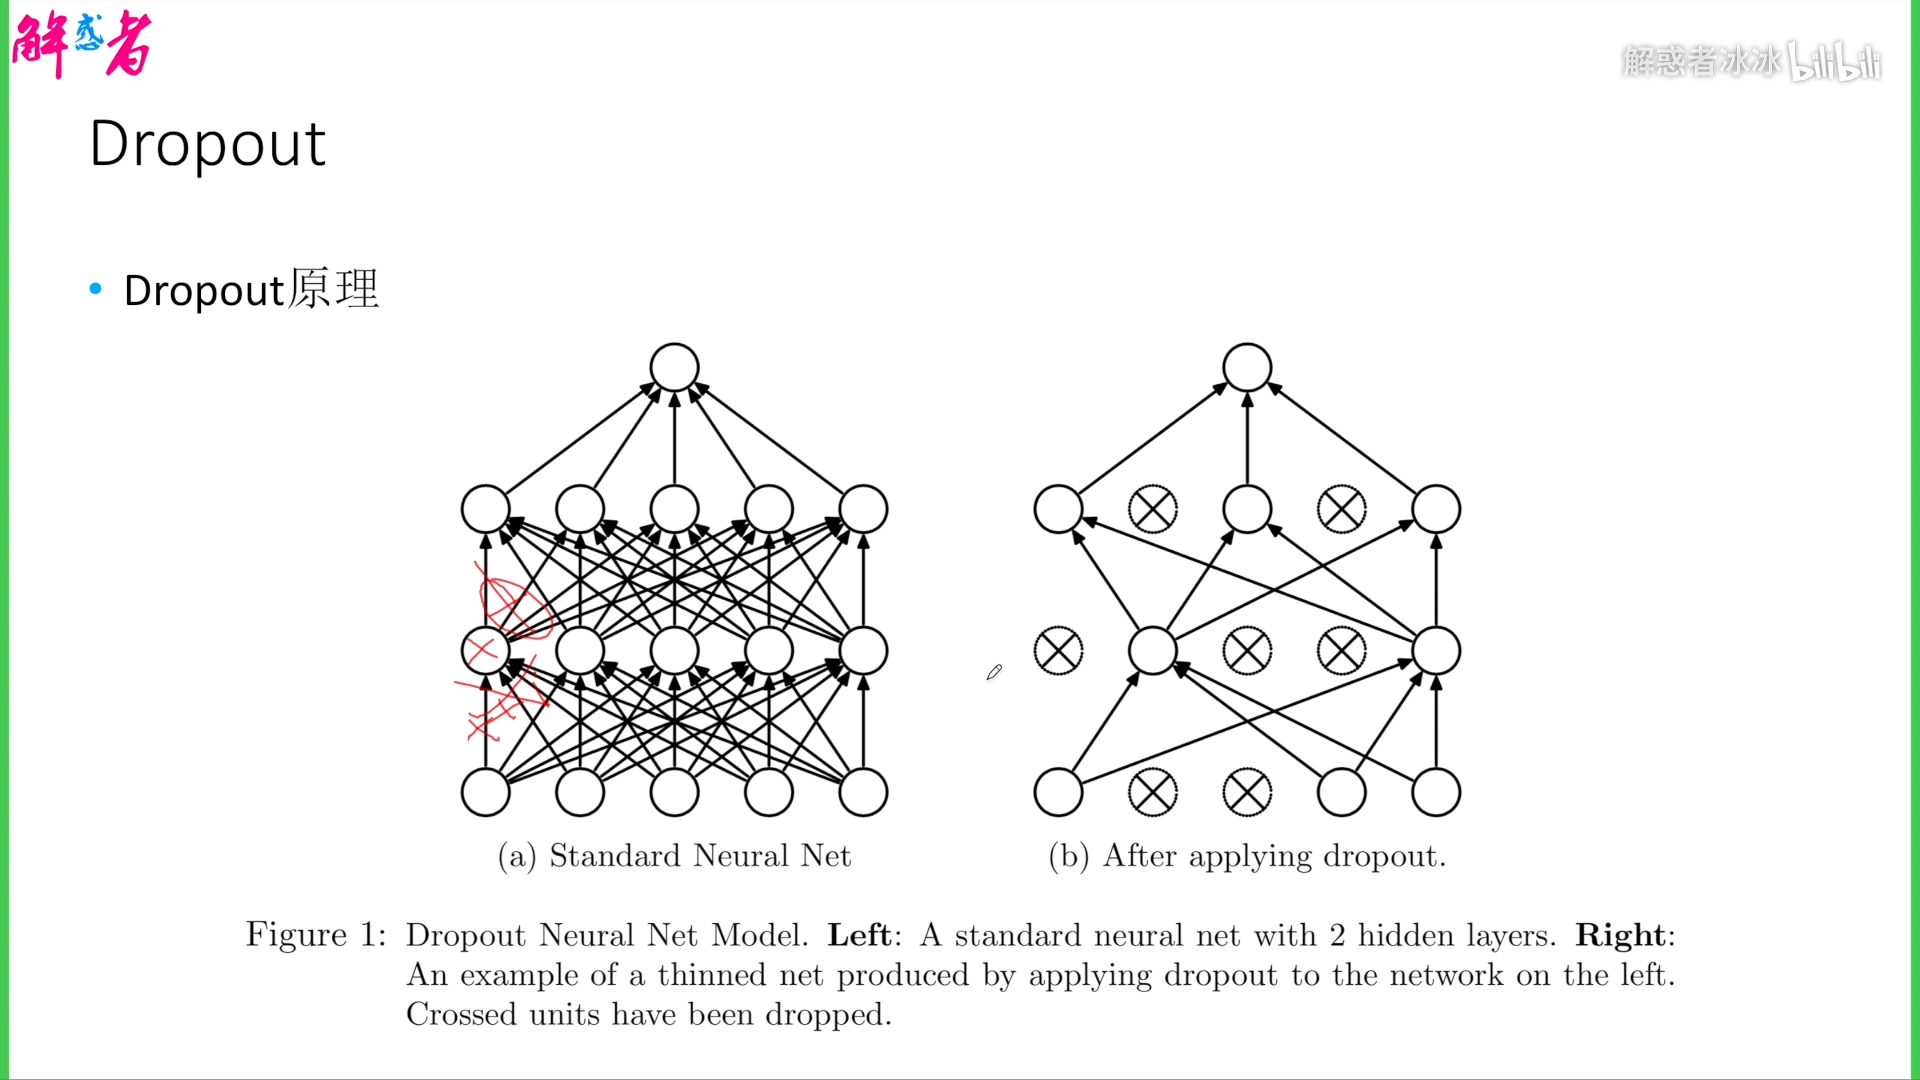 解惑者
解惑者冰冰 bilibili
Dropout
• Dropout原理
(a) Standard Neural Net
(b) After applying dropout.
Figure 1: Dropout Neural Net Model. Left: A standard neural net with 2 hidden layers. Right:
An example of a thinned net produced by applying dropout to the network on the left.
Crossed units have been dropped.